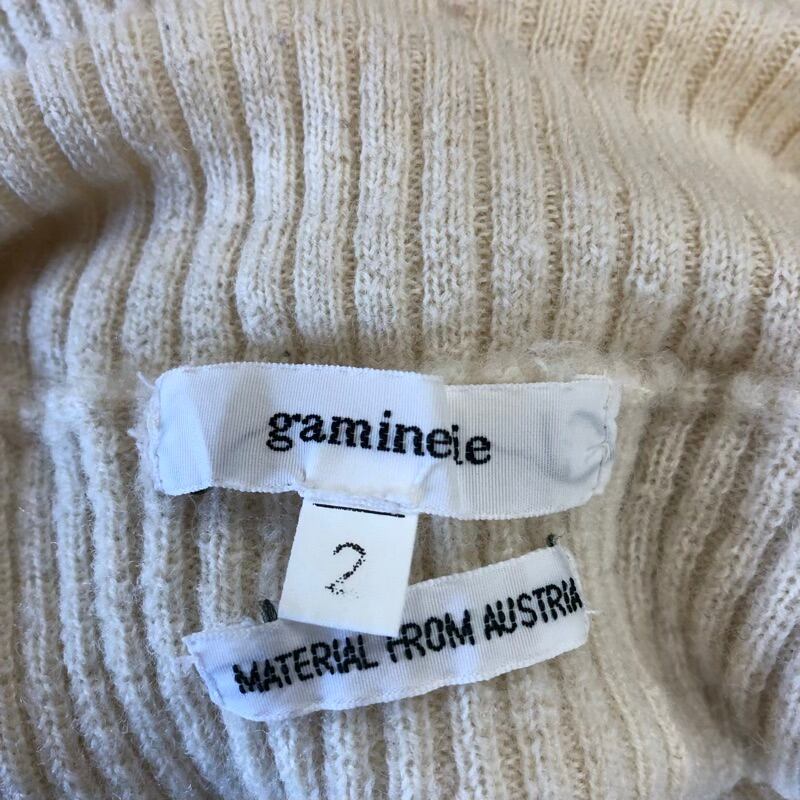 gamineie
2
MATERIAL FROM AUSTRIA